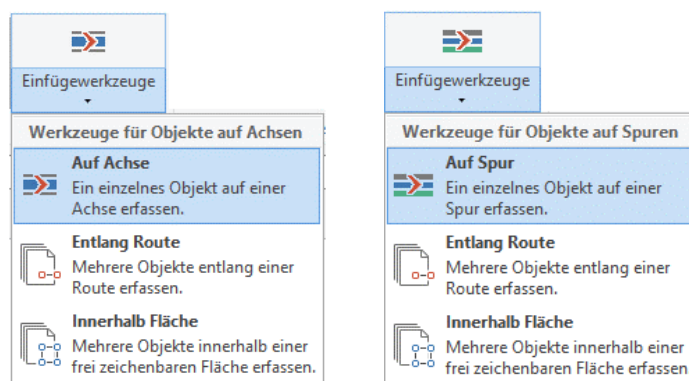 Einfügewerkzeuge
Werkzeuge für Objekte auf Achsen
Auf Achse
Ein einzelnes Objekt auf einer
Achse erfassen.
Entlang Route
Mehrere Objekte entlang einer
Route erfassen.
Innerhalb Fläche
Mehrere Objekte innerhalb einer
frei zeichenbaren Fläche erfassen.
Einfügewerkzeuge
Werkzeuge für Objekte auf Spuren
Auf Spur
Ein einzelnes Objekt auf einer
Spur erfassen.
Entlang Route
Mehrere Objekte entlang einer
Route erfassen.
Innerhalb Fläche
Mehrere Objekte innerhalb einer
frei zeichenbaren Fläche erfassen